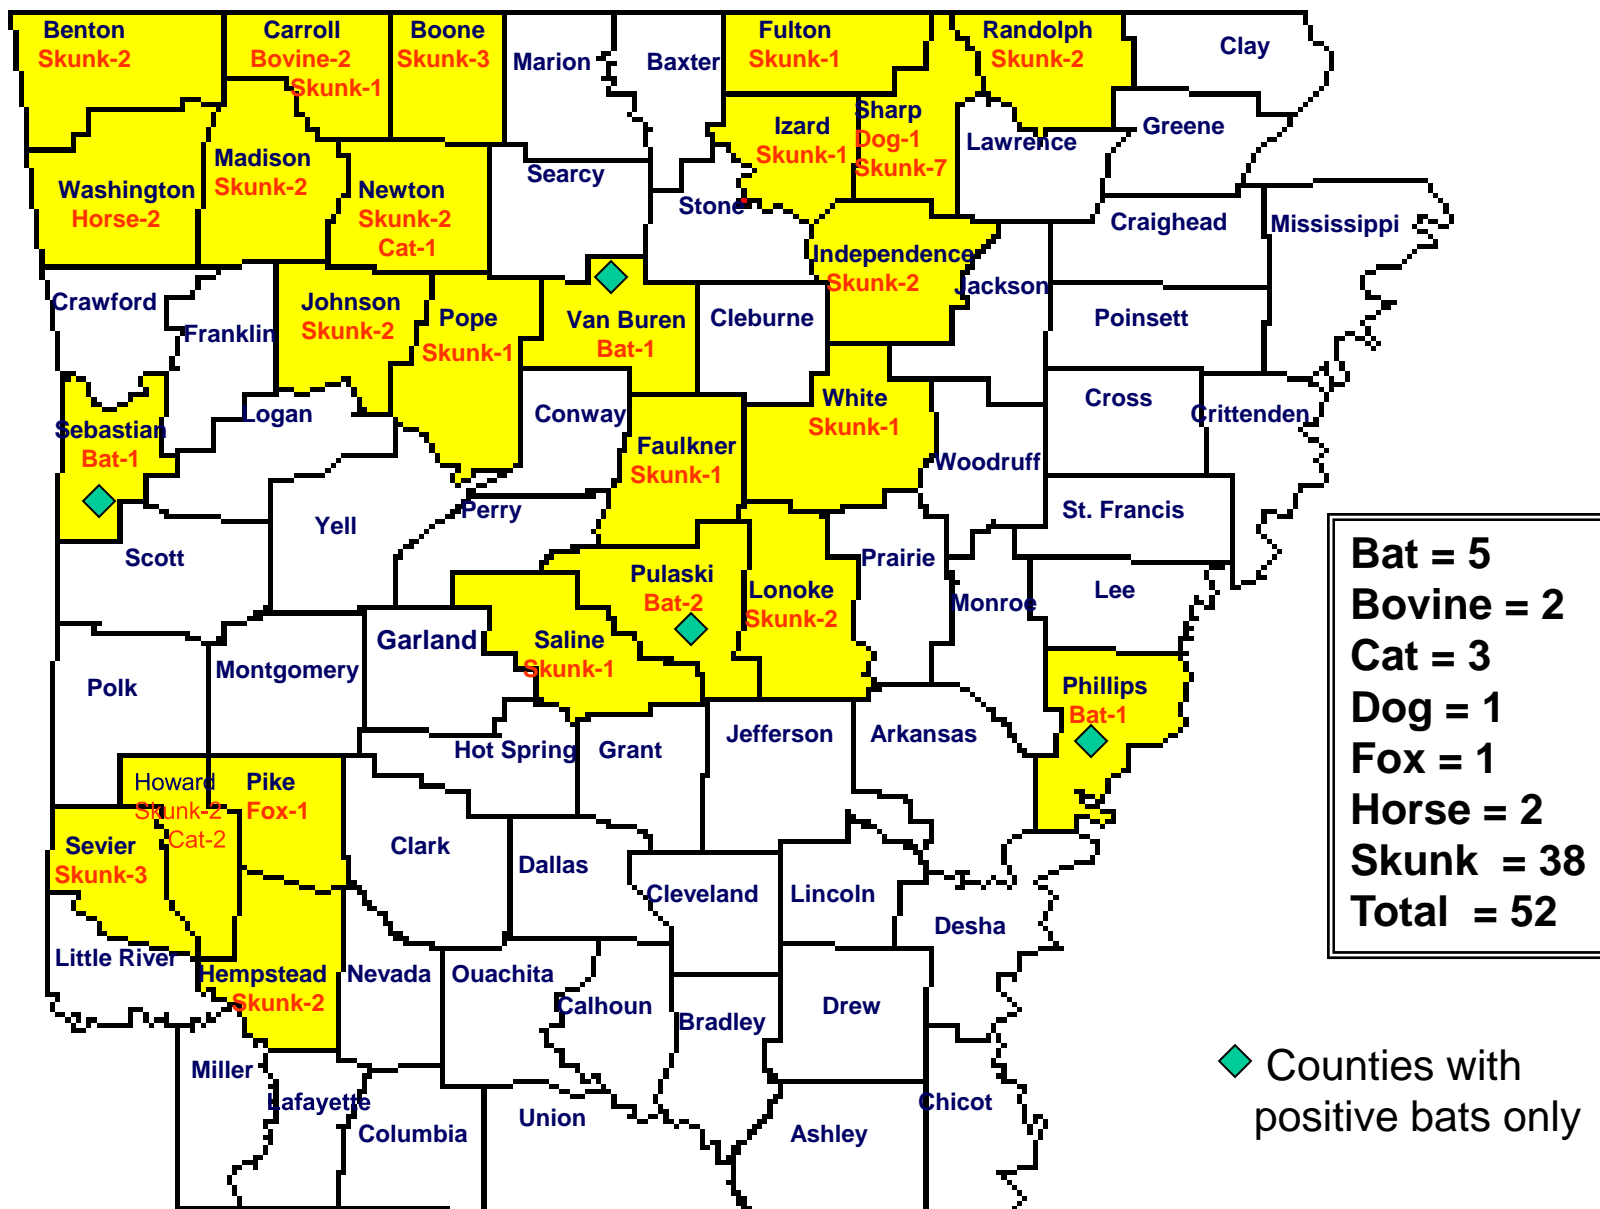 Benton
Skunk-2
Carroll
Bovine-2
Skunk-1
Boone
Skunk-3
Marion
Baxter
Fulton
Skunk-1
Randolph
Skunk-2
Clay
Izard
Skunk-1
Sharp
Dog-1
Skunk-7
Lawrence
Greene
Washington
Horse-2
Madison
Skunk-2
Newton
Skunk-2
Cat-1
Searcy
Stone
Independence
Skunk-2
Craighead
Mississippi
Crawford
Franklin
Johnson
Skunk-2
Pope
Skunk-1
Van Buren
Bat-1
Cleburne
Jackson
Poinsett
Sebastian
Bat-1
Logan
Conway
Faulkner
Skunk-1
White
Skunk-1
Woodruff
Cross
Crittenden
Scott
Yell
Perry
Pulaski
Bat-2
Lonoke
Skunk-2
Prairie
Monroe
St. Francis
Lee
Polk
Montgomery
Garland
Saline
Skunk-1
Hot Spring
Grant
Jefferson
Arkansas
Phillips
Bat-1
Howard
Skunk-2
Cat-2
Pike
Fox-1
Sevier
Skunk-3
Clark
Dallas
Cleveland
Lincoln
Desha
Little River
Hempstead
Skunk-2
Nevada
Ouachita
Calhoun
Bradley
Drew
Miller
Lafayette
Columbia
Union
Ashley
Chicot
Bat = 5
Bovine = 2
Cat = 3
Dog = 1
Fox = 1
Horse = 2
Skunk = 38
Total = 52
Counties with
positive bats only